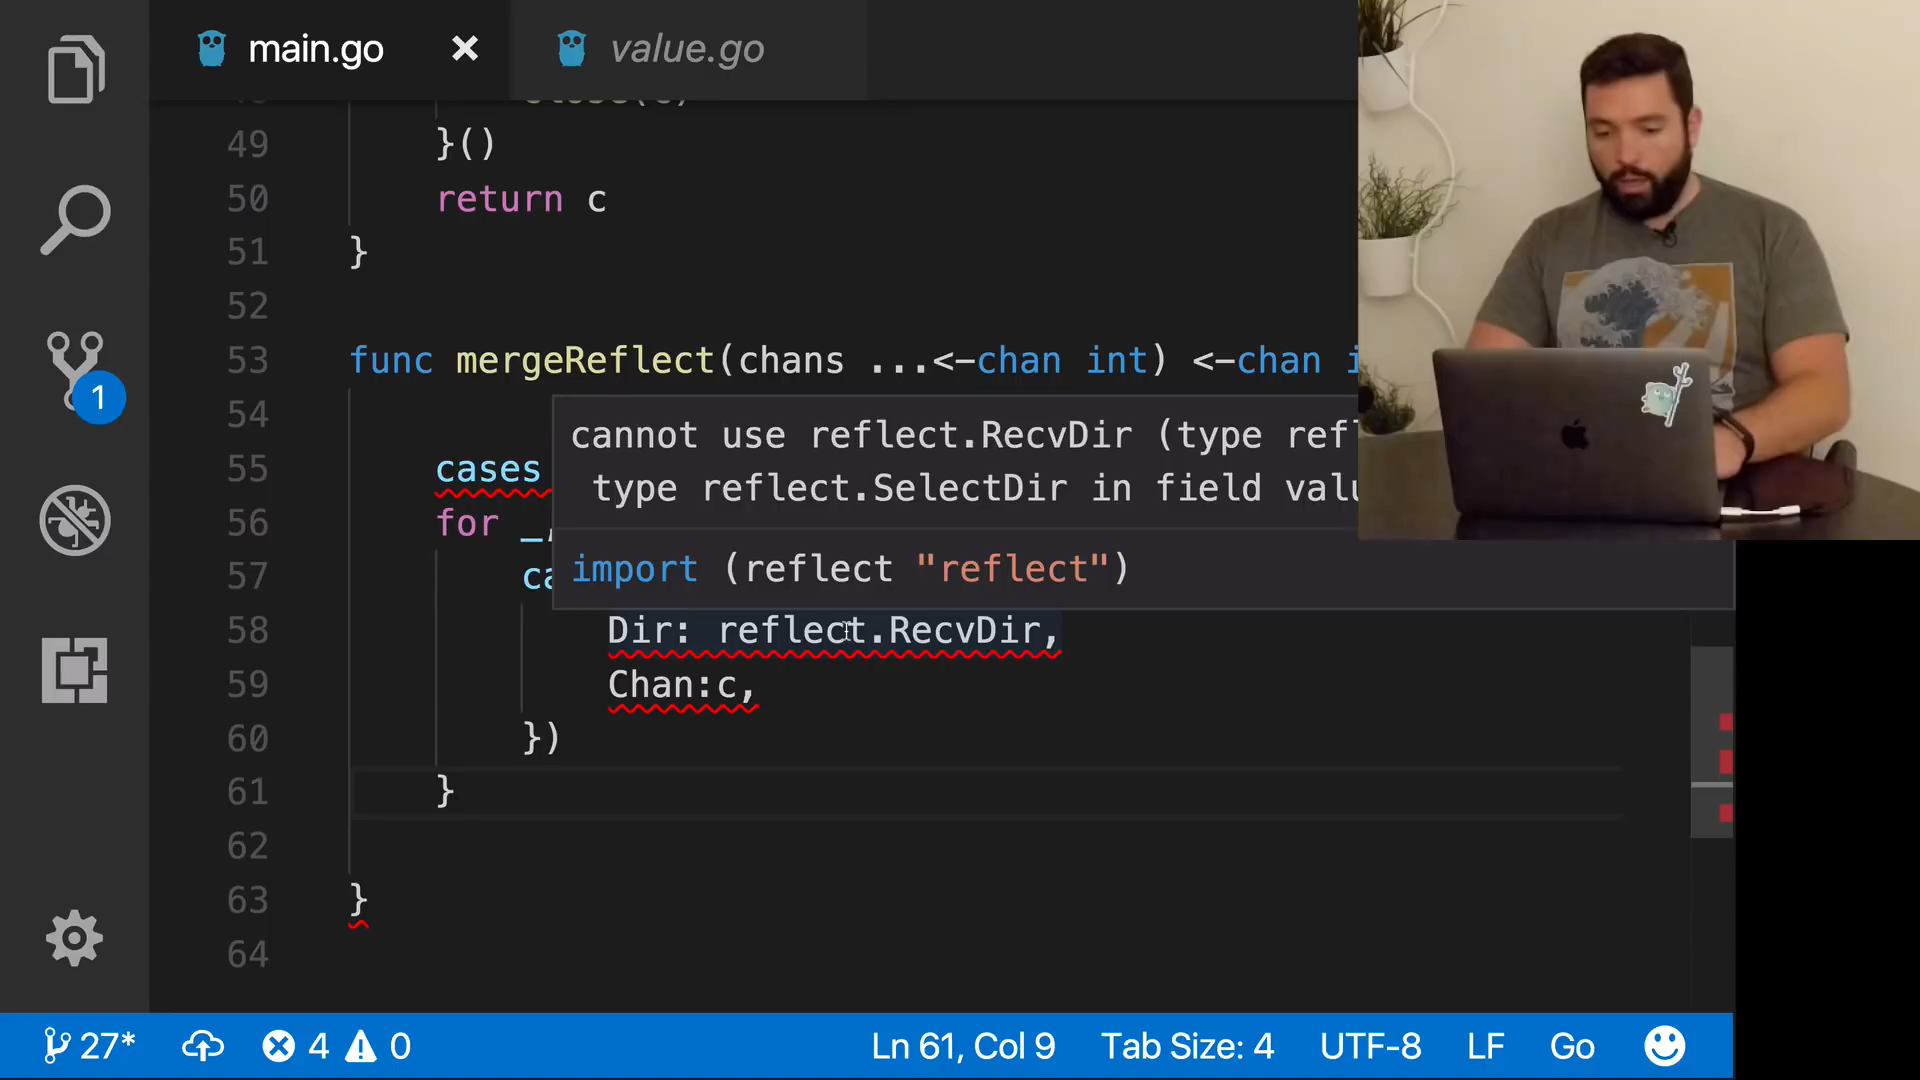 main.go
value.go
49 }()
50 return c
51 }
52
53 func mergeReflect(chans ...<-chan int) <-chan i
54
cannot use reflect.RecvDir (type refl
type reflect.SelectDir in field valu
55 cases
56 for _,
57 ca
import (reflect "reflect")
58 Dir: reflect.RecvDir,
59 Chan:c,
60 })
61 }
62
63 }
64
1
27* 4 0 Ln 61, Col 9 Tab Size: 4 UTF-8 LF Go